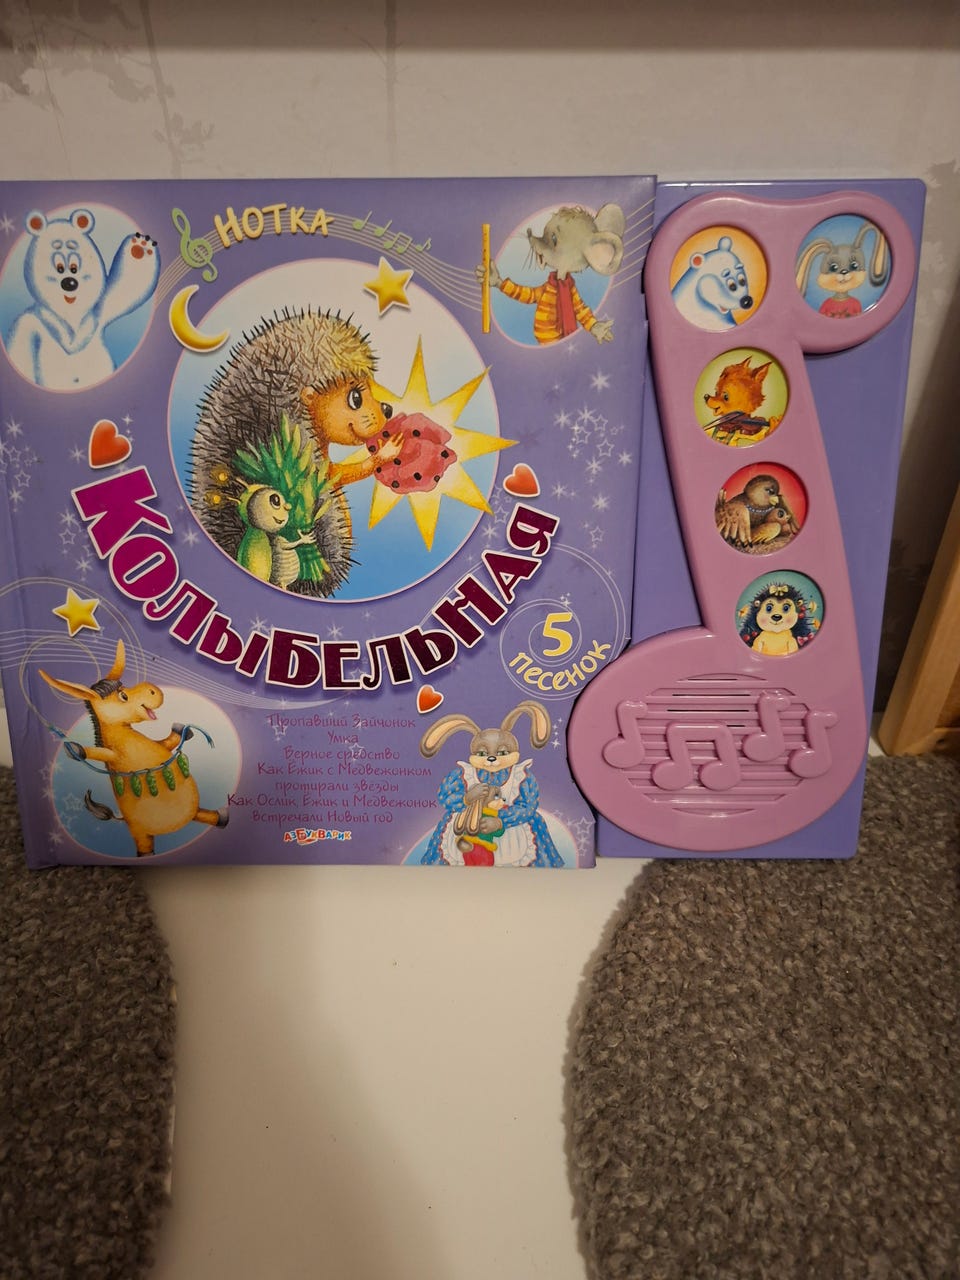 НОТКА
КОЛЫБЕЛЬНАЯ
5
песенок
Пропавший Зайчонок
Умка
Верное средство
Как Ёжик с Медвежонком
протирали звёзды
Как Ослик, Ёжик и Медвежонок
встречали Новый год
АЗБУКВАРИК